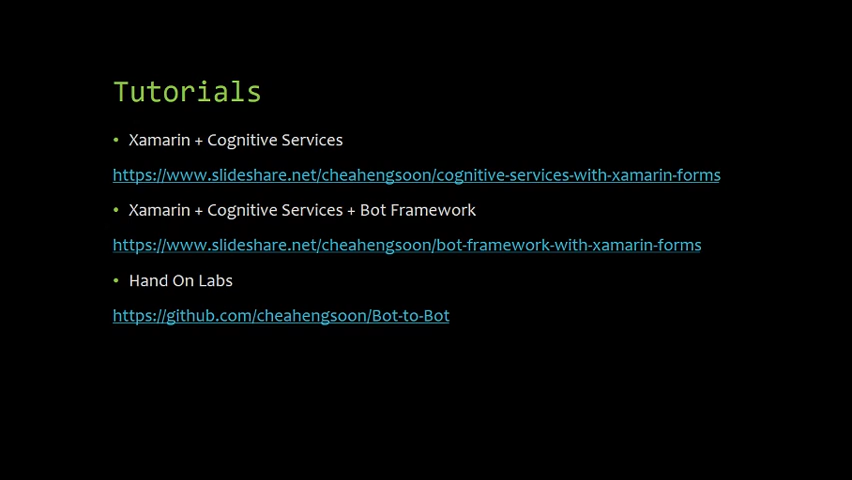 Tutorials
• Xamarin + Cognitive Services
https://www.slideshare.net/cheahengsoon/cognitive-services-with-xamarin-forms
• Xamarin + Cognitive Services + Bot Framework
https://www.slideshare.net/cheahengsoon/bot-framework-with-xamarin-forms
• Hand On Labs
https://github.com/cheahengsoon/Bot-to-Bot